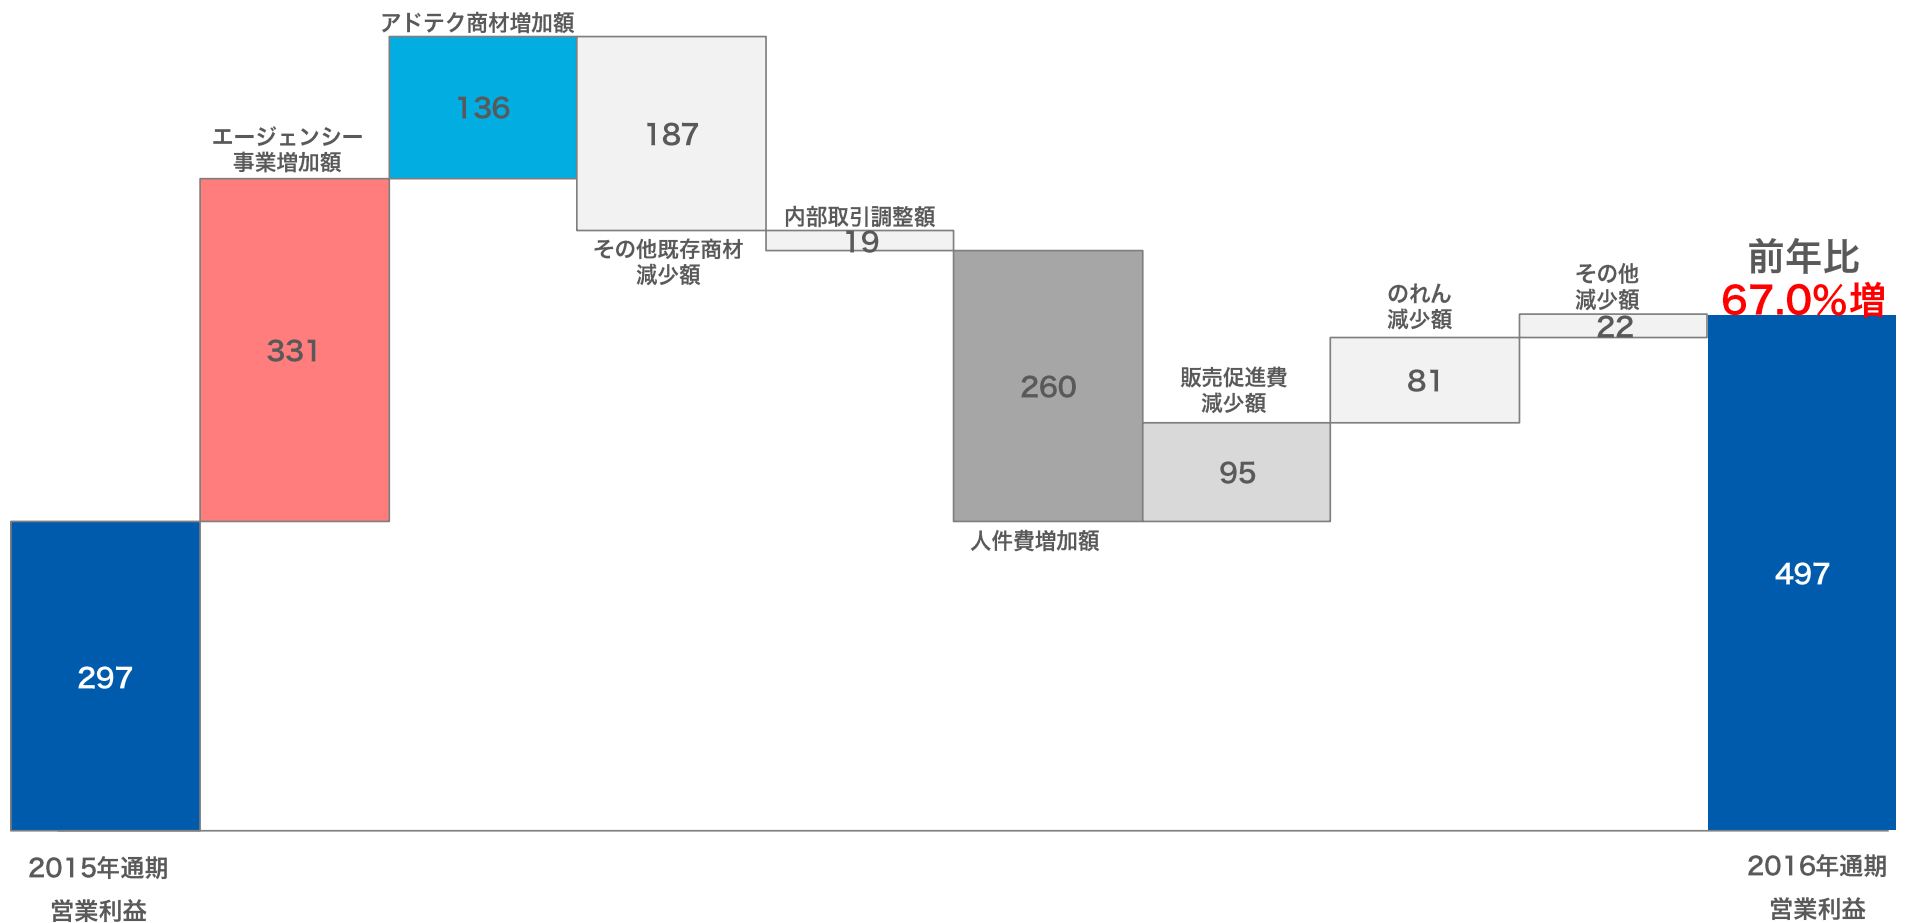 アドテク商材増加額
136
187
エージェンシー
事業増加額
331
内部取引調整額
19
その他既存商材
減少額
260
人件費増加額
販売促進費
減少額
95
のれん
減少額
81
その他
減少額
22
前年比
67.0%増
497
297
2015年通期
営業利益
2016年通期
営業利益